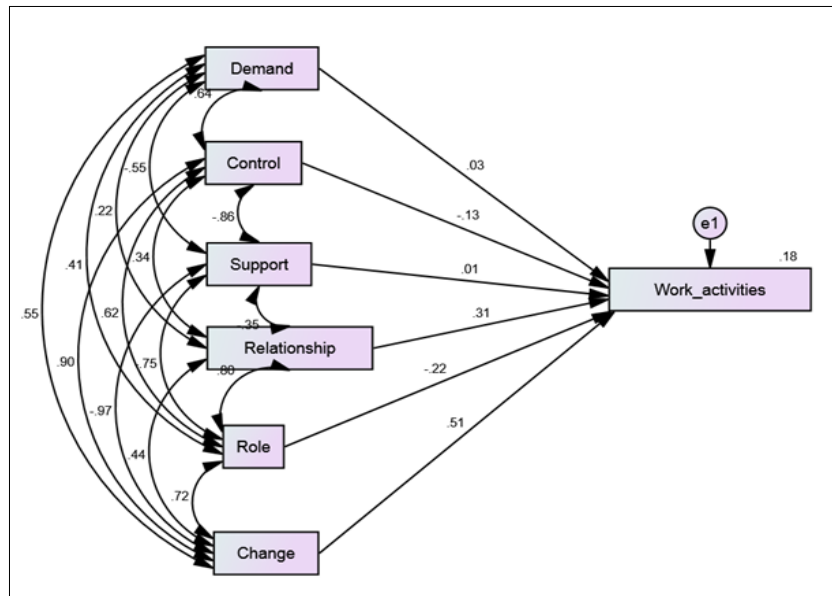 Demand
.64
Control
-.55
.03
.22
-.86
-.13
e1
.41
.34
Support
.01
.18
Work_activities
.55
.62
-.35
.31
Relationship
.90
-.75
.80
-.22
-.97
.44
Role
.51
.72
Change